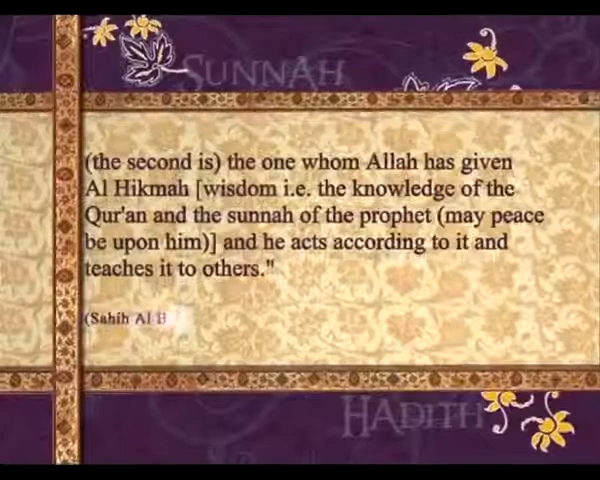 SUNNAH
(the second is) the one whom Allah has given
Al Hikmah [wisdom i.e. the knowledge of the
Qur'an and the sunnah of the prophet (may peace
be upon him)] and he acts according to it and
teaches it to others."
(Sahih Al B
HADITH